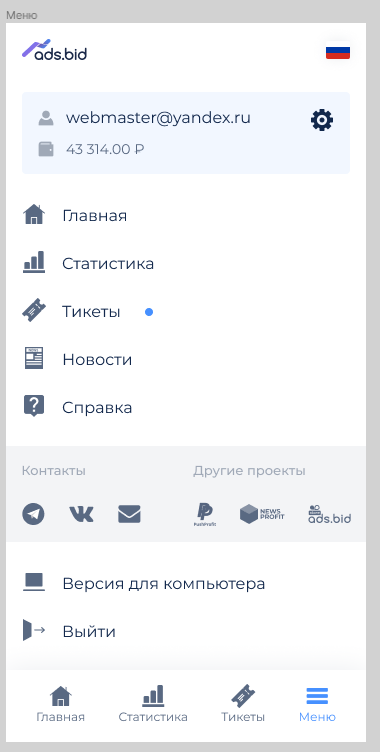 Меню
ads.bid
webmaster@yandex.ru
43 314.00 ₽
Главная
Статистика
Тикеты
Новости
Справка
Контакты
Другие проекты
NEWS
PROFIT
ads.bid
Версия для компьютера
Выйти
Главная
Статистика
Тикеты
Меню